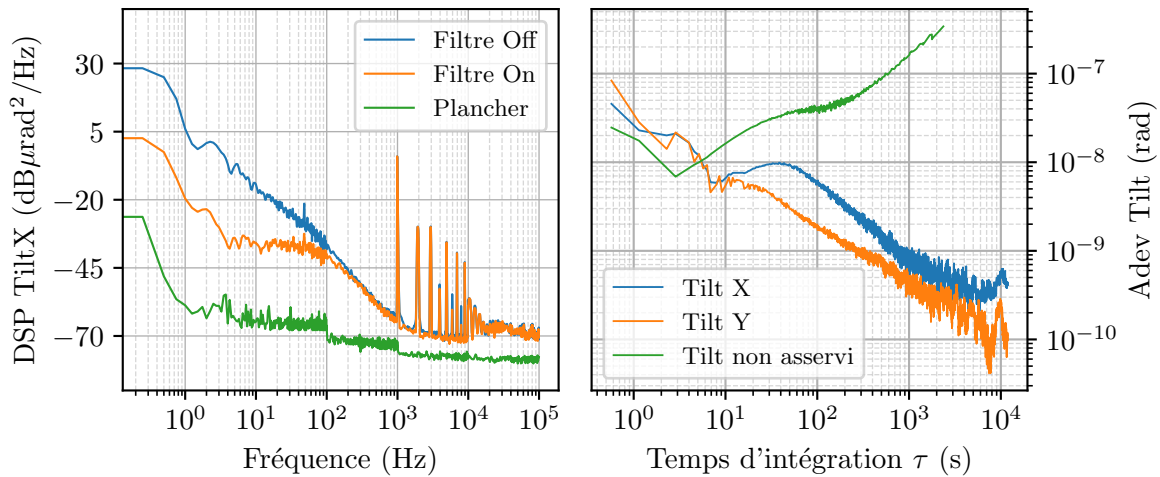 DSP TiltX (dBμrad²/Hz)
30
5
−20
−45
−70
Filtre Off
Filtre On
Plancher
10⁰
10¹
10²
10³
10⁴
10⁵
Fréquence (Hz)
Tilt X
Tilt Y
Tilt non asservi
10⁰
10¹
10²
10³
10⁴
Temps d'intégration τ (s)
10⁻⁷
10⁻⁸
10⁻⁹
10⁻¹⁰
Adev Tilt (rad)